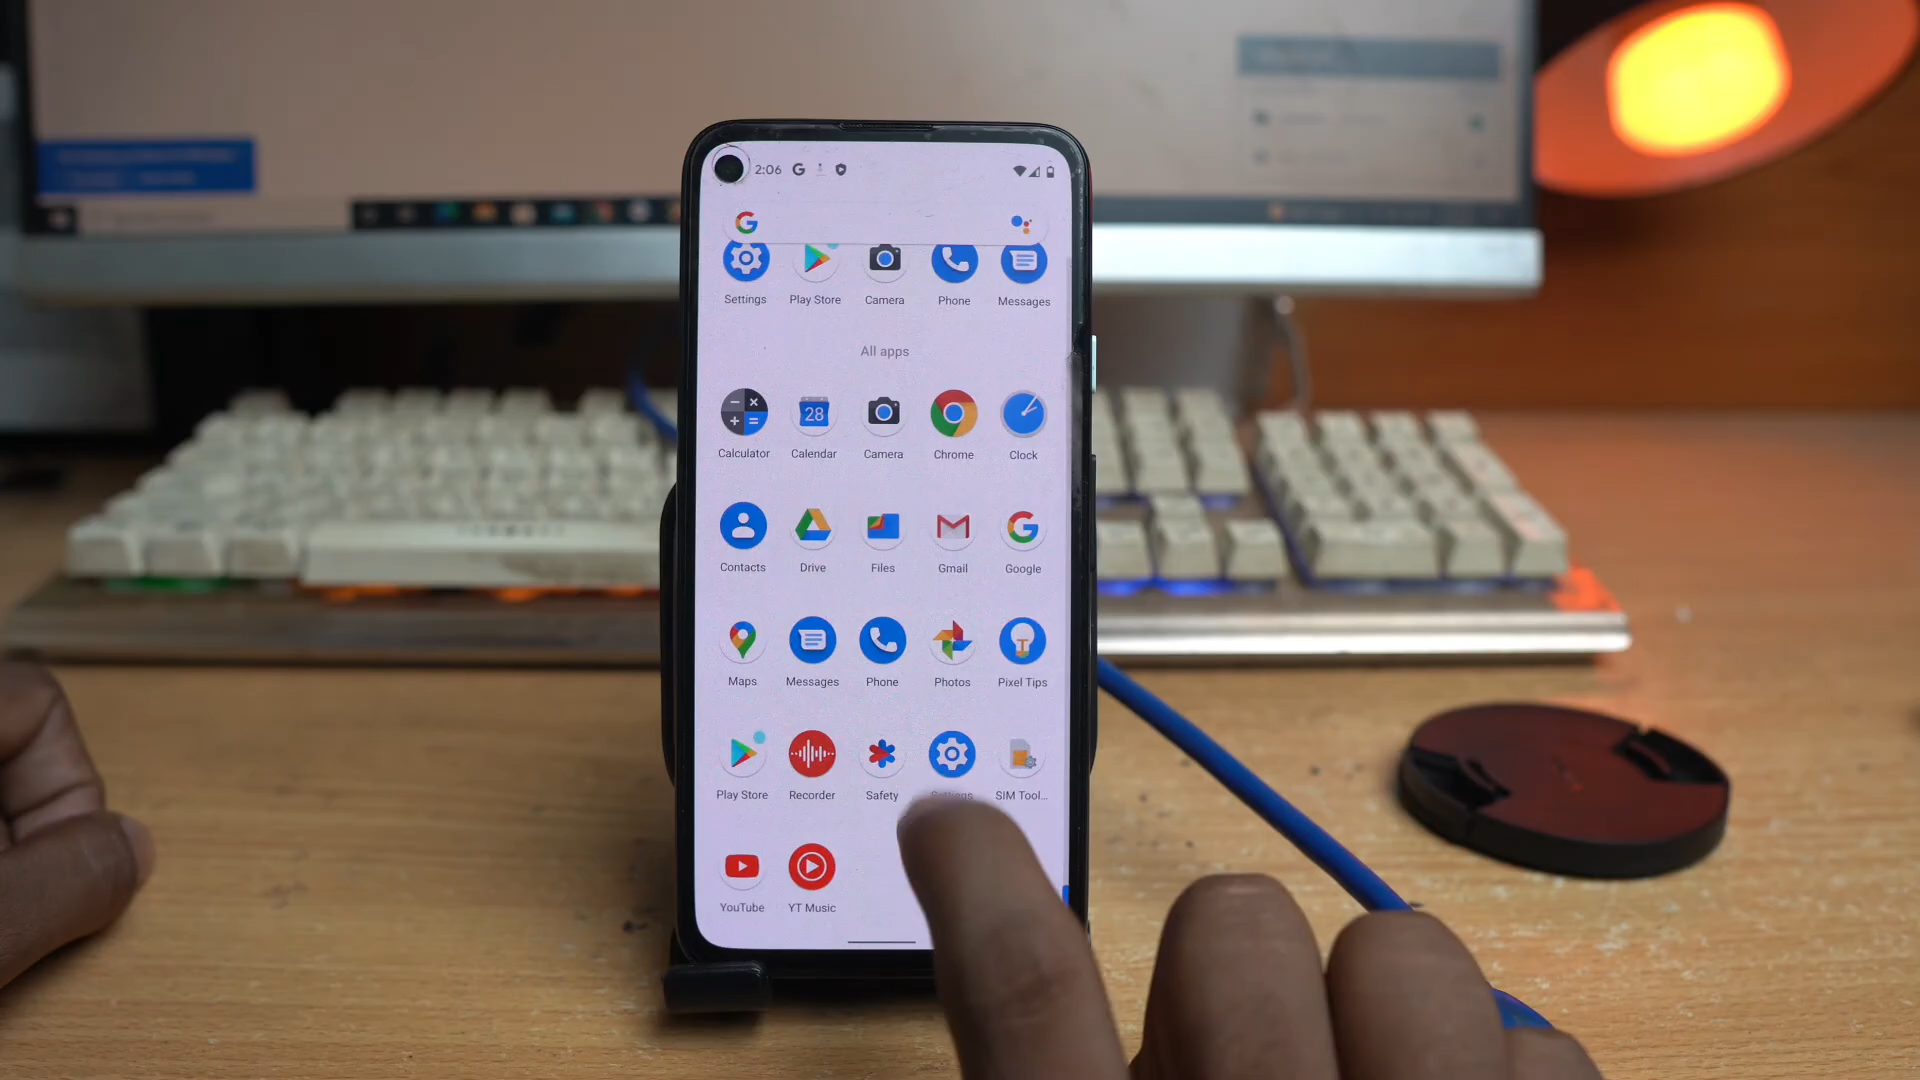 2:06
Settings Play Store Camera Phone Messages
All apps
Calculator Calendar Camera Chrome Clock
28
Contacts Drive Files Gmail Google
Maps Messages Phone Photos Pixel Tips
Play Store Recorder Safety Settings SIM Tool...
YouTube YT Music